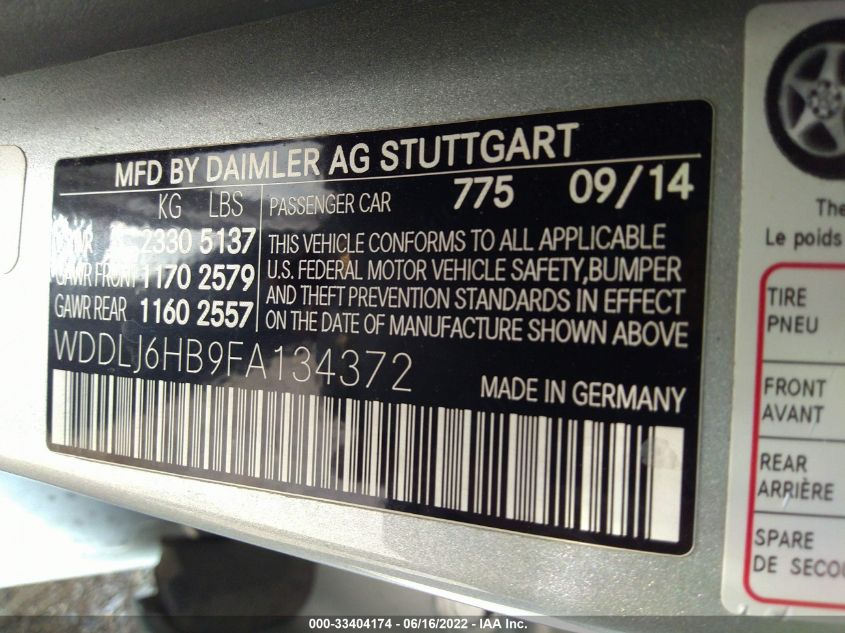 MFD BY DAIMLER AG STUTTGART
KG LBS PASSENGER CAR 775 09/14
2330 5137 THIS VEHICLE CONFORMS TO ALL APPLICABLE
GAWR FRONT 1170 2579 U.S. FEDERAL MOTOR VEHICLE SAFETY,BUMPER
GAWR REAR 1160 2557 AND THEFT PREVENTION STANDARDS IN EFFECT
ON THE DATE OF MANUFACTURE SHOWN ABOVE
WDDLJ6HB9FA134372
MADE IN GERMANY
The
Le poids
TIRE
PNEU
FRONT
AVANT
REAR
ARRIÈRE
SPARE
DE SECOU
000-33404174 - 06/16/2022 - IAA Inc.